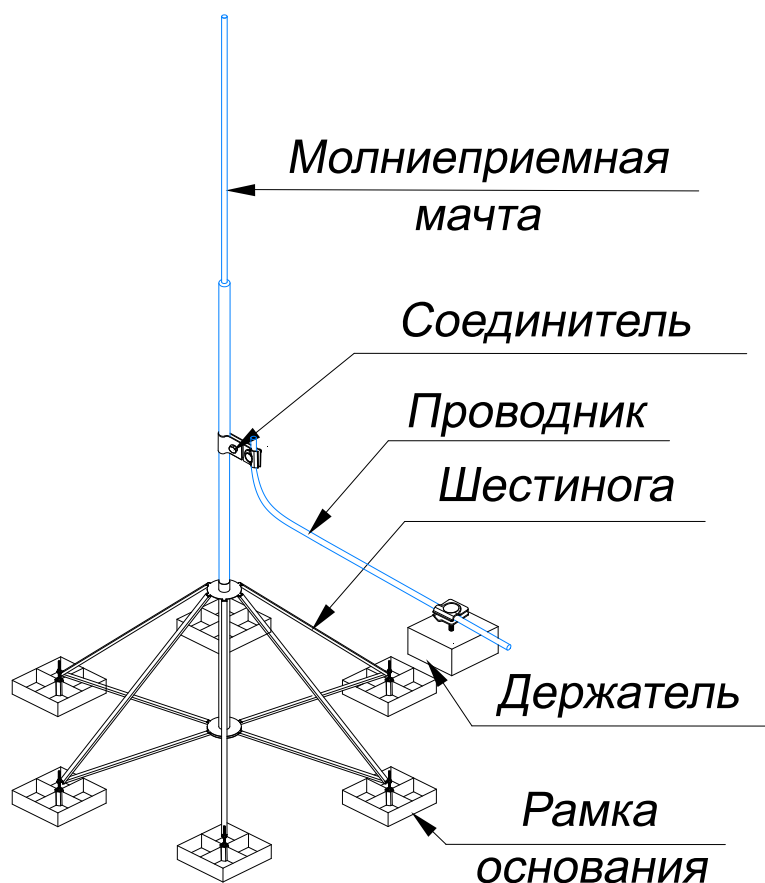 Молниеприемная
мачта
Соединитель
Проводник
Шестинога
Держатель
Рамка
основания